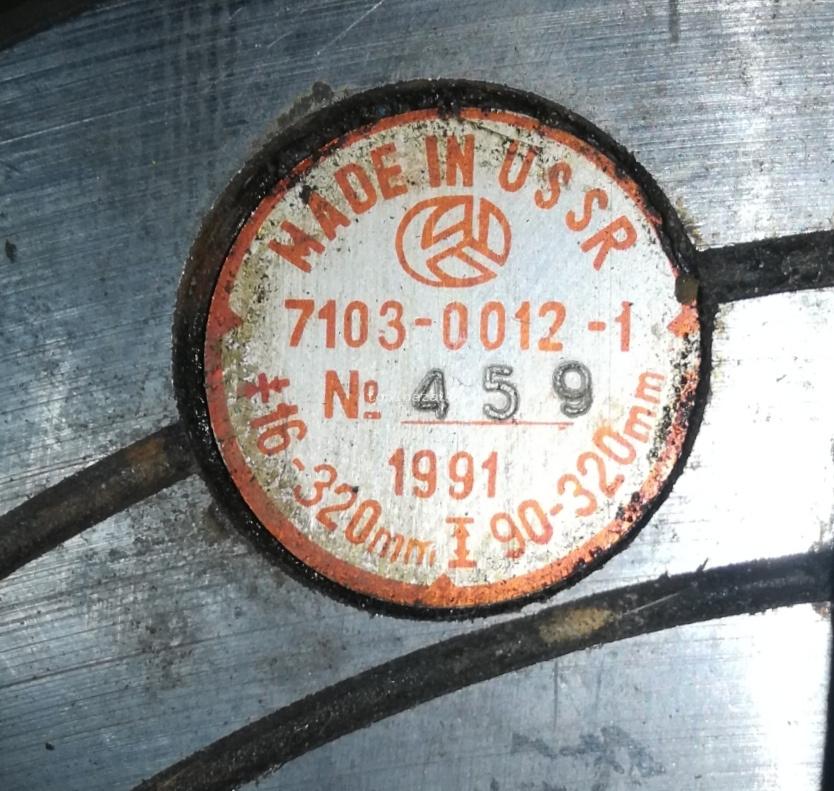 MADE IN USSR
7103-0012-1
№ 459
1991
16-320mm
90-320mm